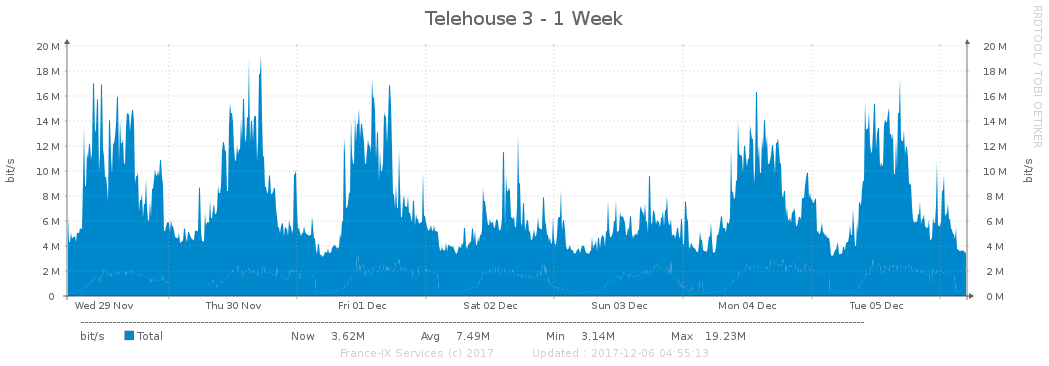 Telehouse 3 - 1 Week
RRDTOOL / TOBI OETIKER
bit/s
20 M 20 M
18 M 18 M
16 M 16 M
14 M 14 M
12 M 12 M
10 M 10 M
8 M 8 M
6 M 6 M
4 M 4 M
2 M 2 M
0 0 M
bit/s
Wed 29 Nov Thu 30 Nov Fri 01 Dec Sat 02 Dec Sun 03 Dec Mon 04 Dec Tue 05 Dec
bit/s Total Now 3.62M Avg 7.49M Min 3.14M Max 19.23M
France-IX Services (c) 2017 Updated : 2017-12-06 04:55:13